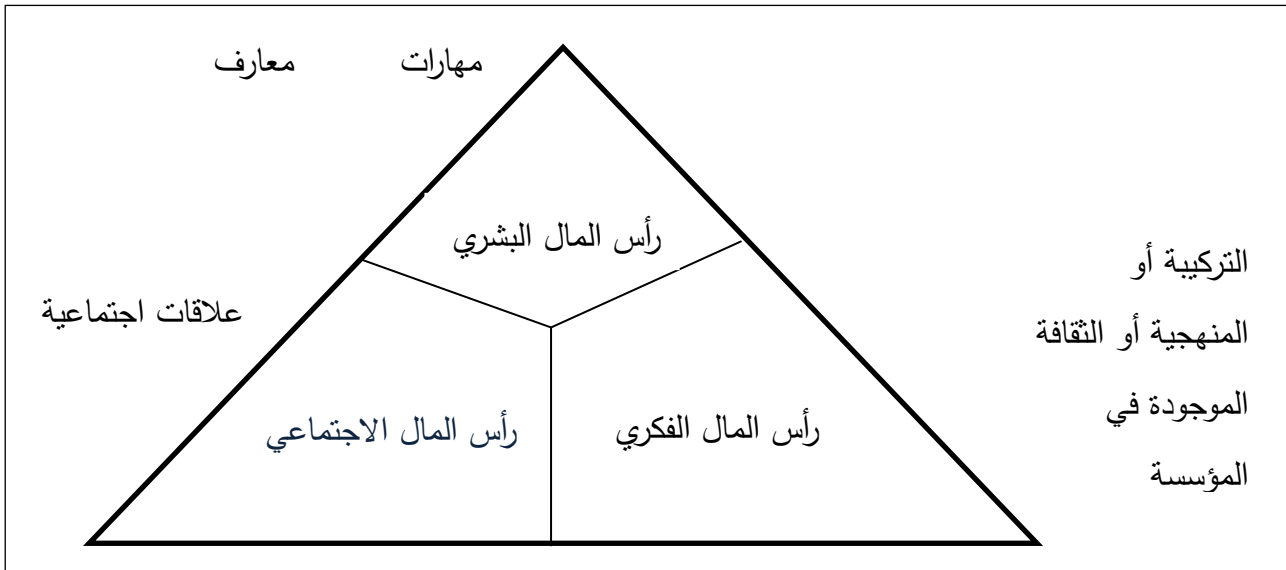 مهارات معارف
رأس المال البشري
التركيبة أو
المنهجية أو الثقافة
الموجودة في
المؤسسة
علاقات اجتماعية
رأس المال الفكري
رأس المال الاجتماعي